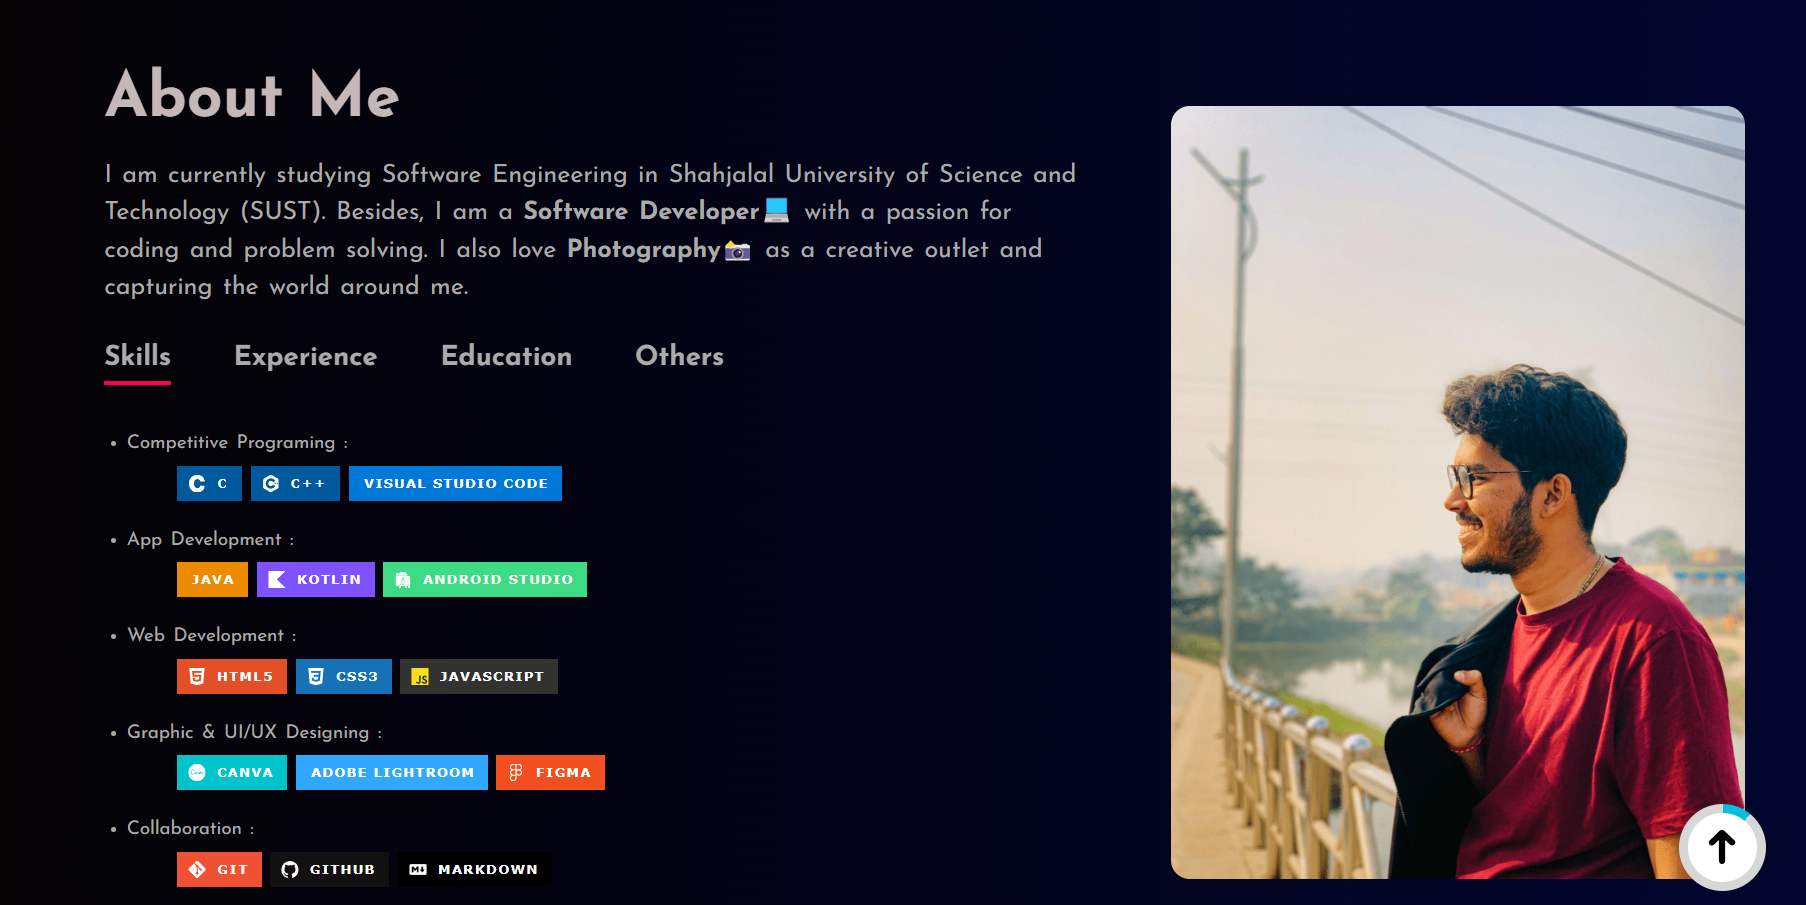 About Me
I am currently studying Software Engineering in Shahjalal University of Science and
Technology (SUST). Besides, I am a Software Developer💻 with a passion for
coding and problem solving. I also love Photography📸 as a creative outlet and
capturing the world around me.
Skills Experience Education Others
• Competitive Programing :
C C++ VISUAL STUDIO CODE
• App Development :
JAVA KOTLIN ANDROID STUDIO
• Web Development :
HTML5 CSS3 JS JAVASCRIPT
• Graphic & UI/UX Designing :
Canva CANVA ADOBE LIGHTROOM FIGMA
• Collaboration :
GIT GITHUB MARKDOWN